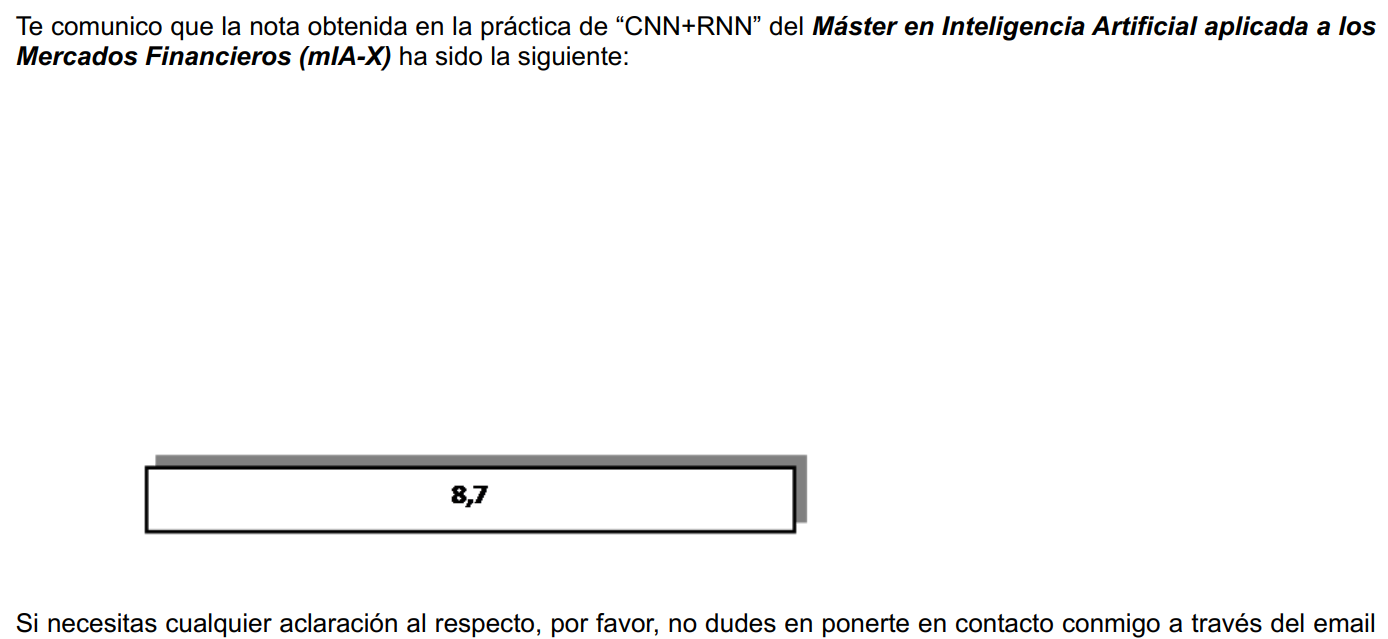 Te comunico que la nota obtenida en la práctica de “CNN+RNN” del Máster en Inteligencia Artificial aplicada a los
Mercados Financieros (mIA-X) ha sido la siguiente:
8,7
Si necesitas cualquier aclaración al respecto, por favor, no dudes en ponerte en contacto conmigo a través del email